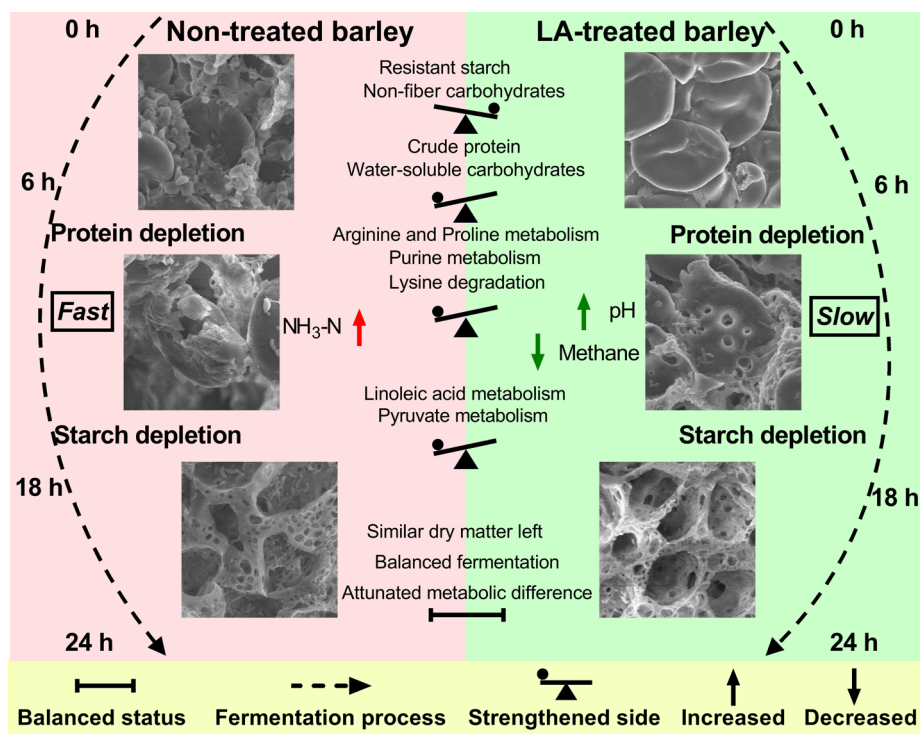 0 h
Non-treated barley
LA-treated barley
0 h
Resistant starch
Non-fiber carbohydrates
Crude protein
Water-soluble carbohydrates
6 h
6 h
Protein depletion
Arginine and Proline metabolism
Protein depletion
Purine metabolism
Lysine degradation
Fast
NH3-N
pH
Slow
Methane
Linoleic acid metabolism
Pyruvate metabolism
Starch depletion
Starch depletion
18 h
18 h
Similar dry matter left
Balanced fermentation
Attunated metabolic difference
24 h
24 h
Balanced status
Fermentation process
Strengthened side
Increased
Decreased